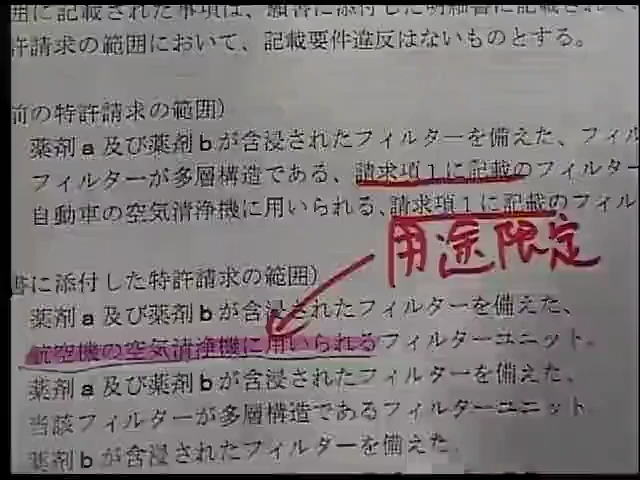 囲に記載された事項は、願書に添付した明細書に記載されて、
許請求の範囲において、記載要件違反はないものとする。
前の特許請求の範囲)
薬剤a及び薬剤bが含浸されたフィルターを備えた、フィル
フィルターが多層構造である、請求項1に記載のフィルター
自動車の空気清浄機に用いられる、請求項1に記載のフィル
用途限定
書に添付した特許請求の範囲)
薬剤a及び薬剤bが含浸されたフィルターを備えた、
航空機の空気清浄機に用いられるフィルターユニット。
薬剤a及び薬剤bが含浸されたフィルターを備えた、
当該フィルターが多層構造であるフィルターユニット
薬剤bが含浸されたフィルターを備えた